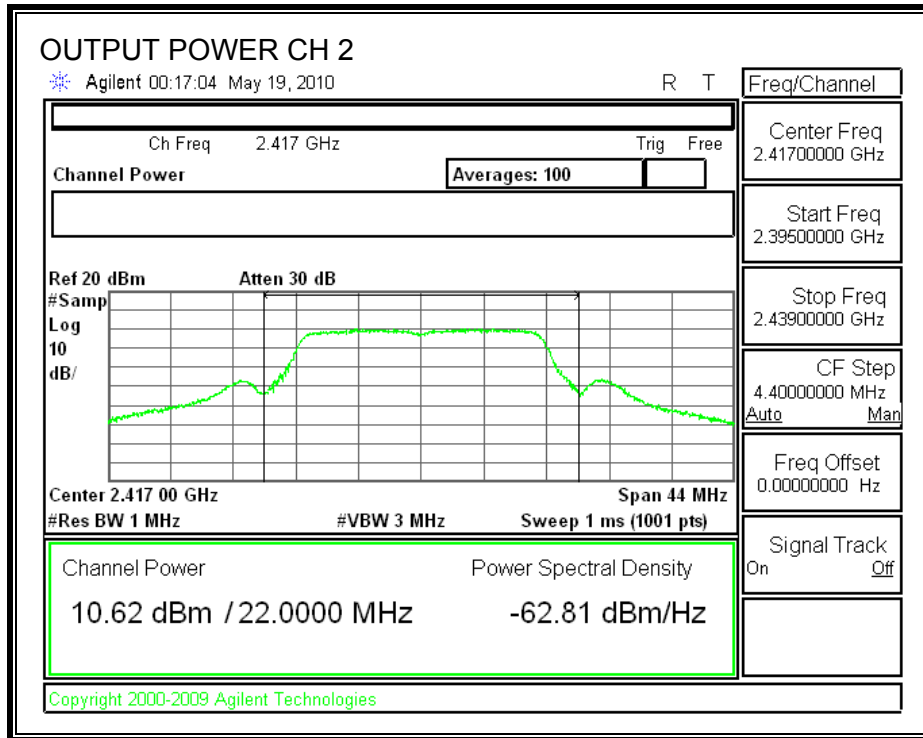 OUTPUT POWER CH 2
Agilent 00:17:04 May 19, 2010 R T
Freq/Channel
Ch Freq 2.417 GHz Trig Free
Channel Power Averages: 100
Center Freq
2.41700000 GHz
Start Freq
2.39500000 GHz
Stop Freq
2.43900000 GHz
CF Step
4.40000000 MHz
Auto Man
Freq Offset
0.00000000 Hz
Signal Track
On Off
Ref 20 dBm Atten 30 dB
#Samp
Log
10
dB/
Center 2.417 00 GHz Span 44 MHz
#Res BW 1 MHz #VBW 3 MHz Sweep 1 ms (1001 pts)
Channel Power Power Spectral Density
10.62 dBm / 22.0000 MHz -62.81 dBm/Hz
Copyright 2000-2009 Agilent Technologies